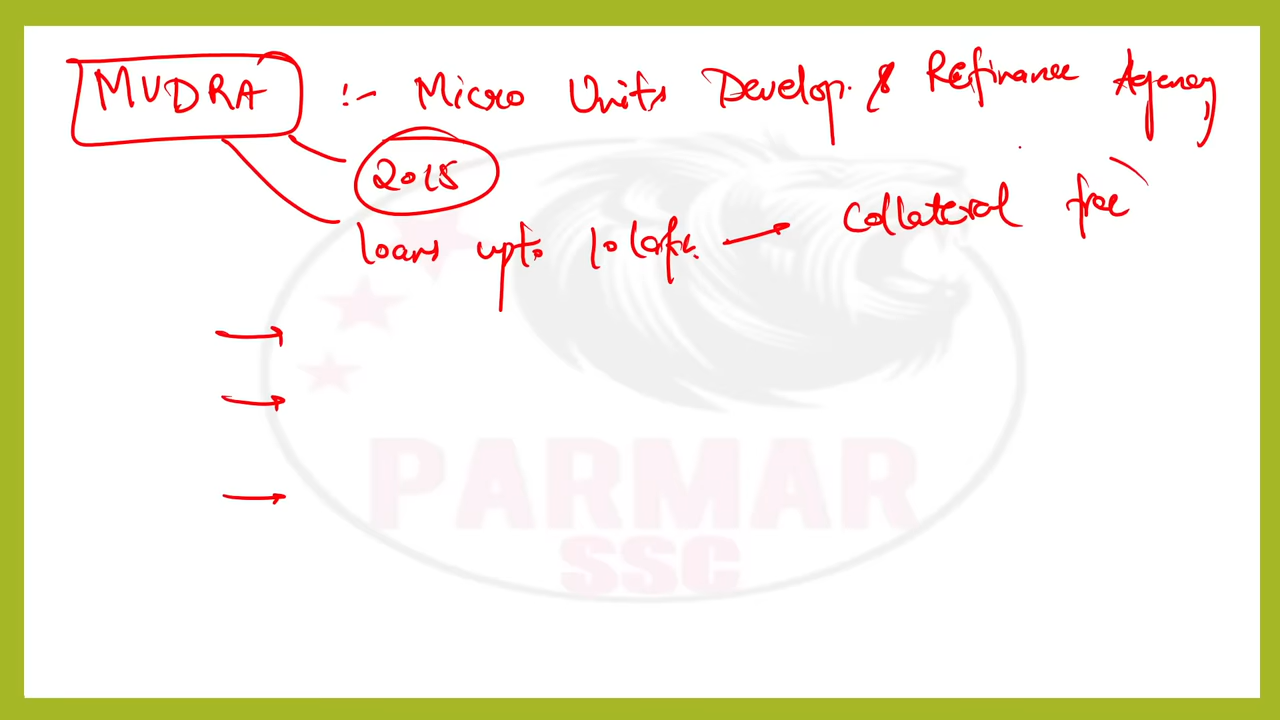 MUDRA :- Micro Units Develop. & Refinance Agency
2015
loans upto 10 lakh. → Collateral free
→
→
→
PARMAR
SSC